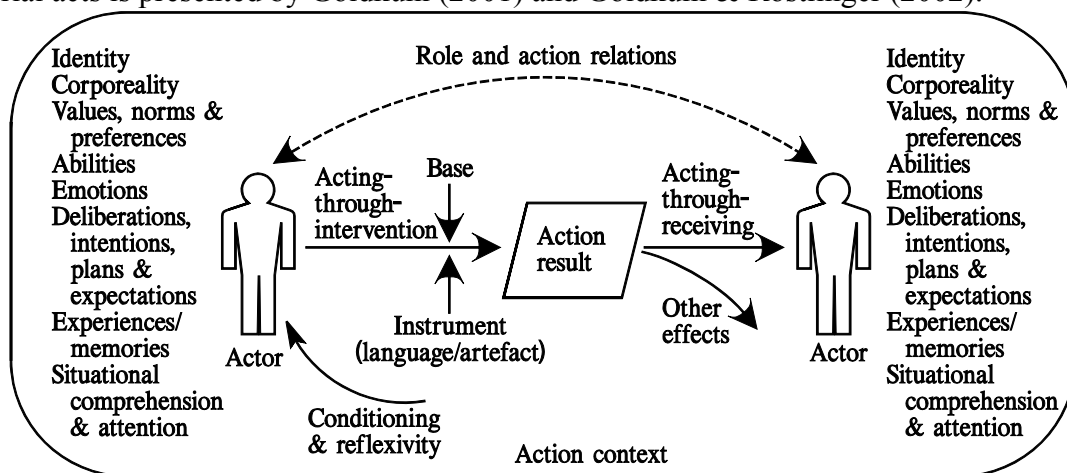 rial acts is presented by Goldkuhl (2001) and Goldkuhl & Röstlinger (2002).
Role and action relations
Identity
Corporeality
Values, norms &
preferences
Abilities
Emotions
Deliberations,
intentions,
plans &
expectations
Experiences/
memories
Situational
comprehension
& attention
Actor
Acting-
through-
intervention
Base
Instrument
(language/artefact)
Conditioning
& reflexivity
Action
result
Acting-
through-
receiving
Other
effects
Actor
Identity
Corporeality
Values, norms &
preferences
Abilities
Emotions
Deliberations,
intentions,
plans &
expectations
Experiences/
memories
Situational
comprehension
& attention
Action context